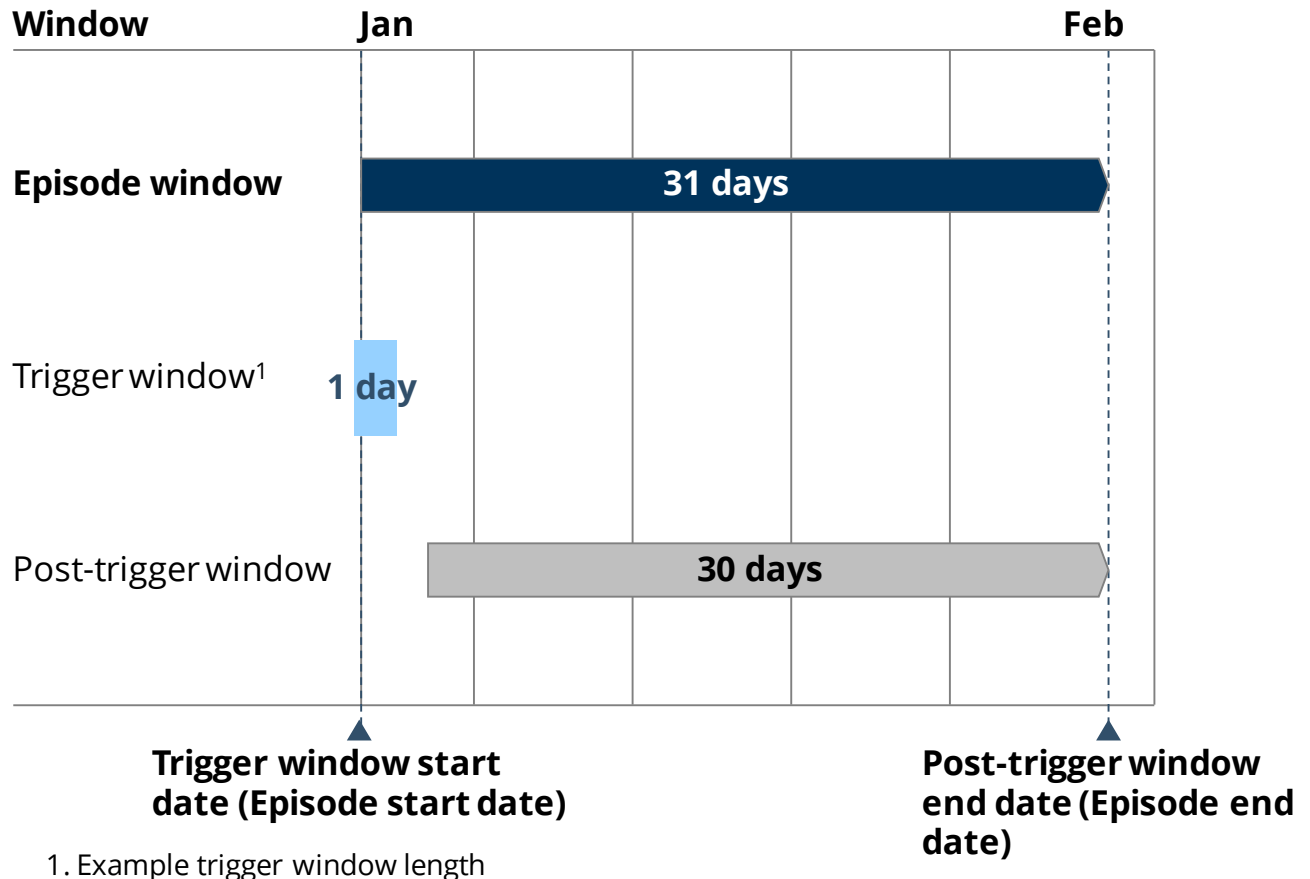 Window Jan Feb
Episode window 31 days
Trigger window¹ 1 day
Post-trigger window 30 days
Trigger window start
date (Episode start date)
Post-trigger window
end date (Episode end
date)
1. Example trigger window length